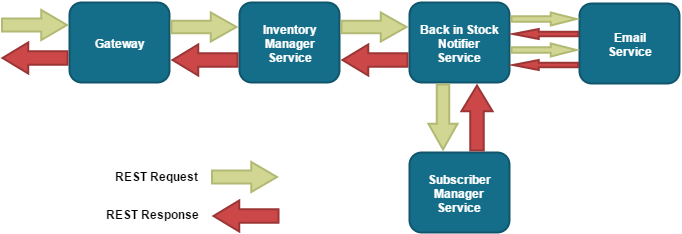 Gateway
Inventory
Manager
Service
Back in Stock
Notifier
Service
Email
Service
Subscriber
Manager
Service
REST Request
REST Response